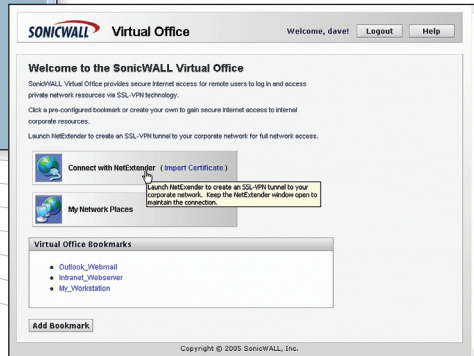 SONICWALL Virtual Office Welcome, dave! Logout Help
Welcome to the SonicWALL Virtual Office
SonicWALL Virtual Office provides secure Internet access for remote users to log in and access
private network resources via SSL-VPN technology.
Click a pre-configured bookmark or create your own to gain secure Internet access to internal
corporate resources.
Launch NetExtender to create an SSL-VPN tunnel to your corporate network for full network access.
Connect with NetExtender (Import Certificate)
Launch NetExtender to create an SSL-VPN tunnel to your
corporate network. Keep the NetExtender window open to
maintain the connection.
My Network Places
Virtual Office Bookmarks
Outlook_Webmail
Intranet_Webserver
My_Workstation
Add Bookmark
Copyright © 2005 SonicWALL, Inc.